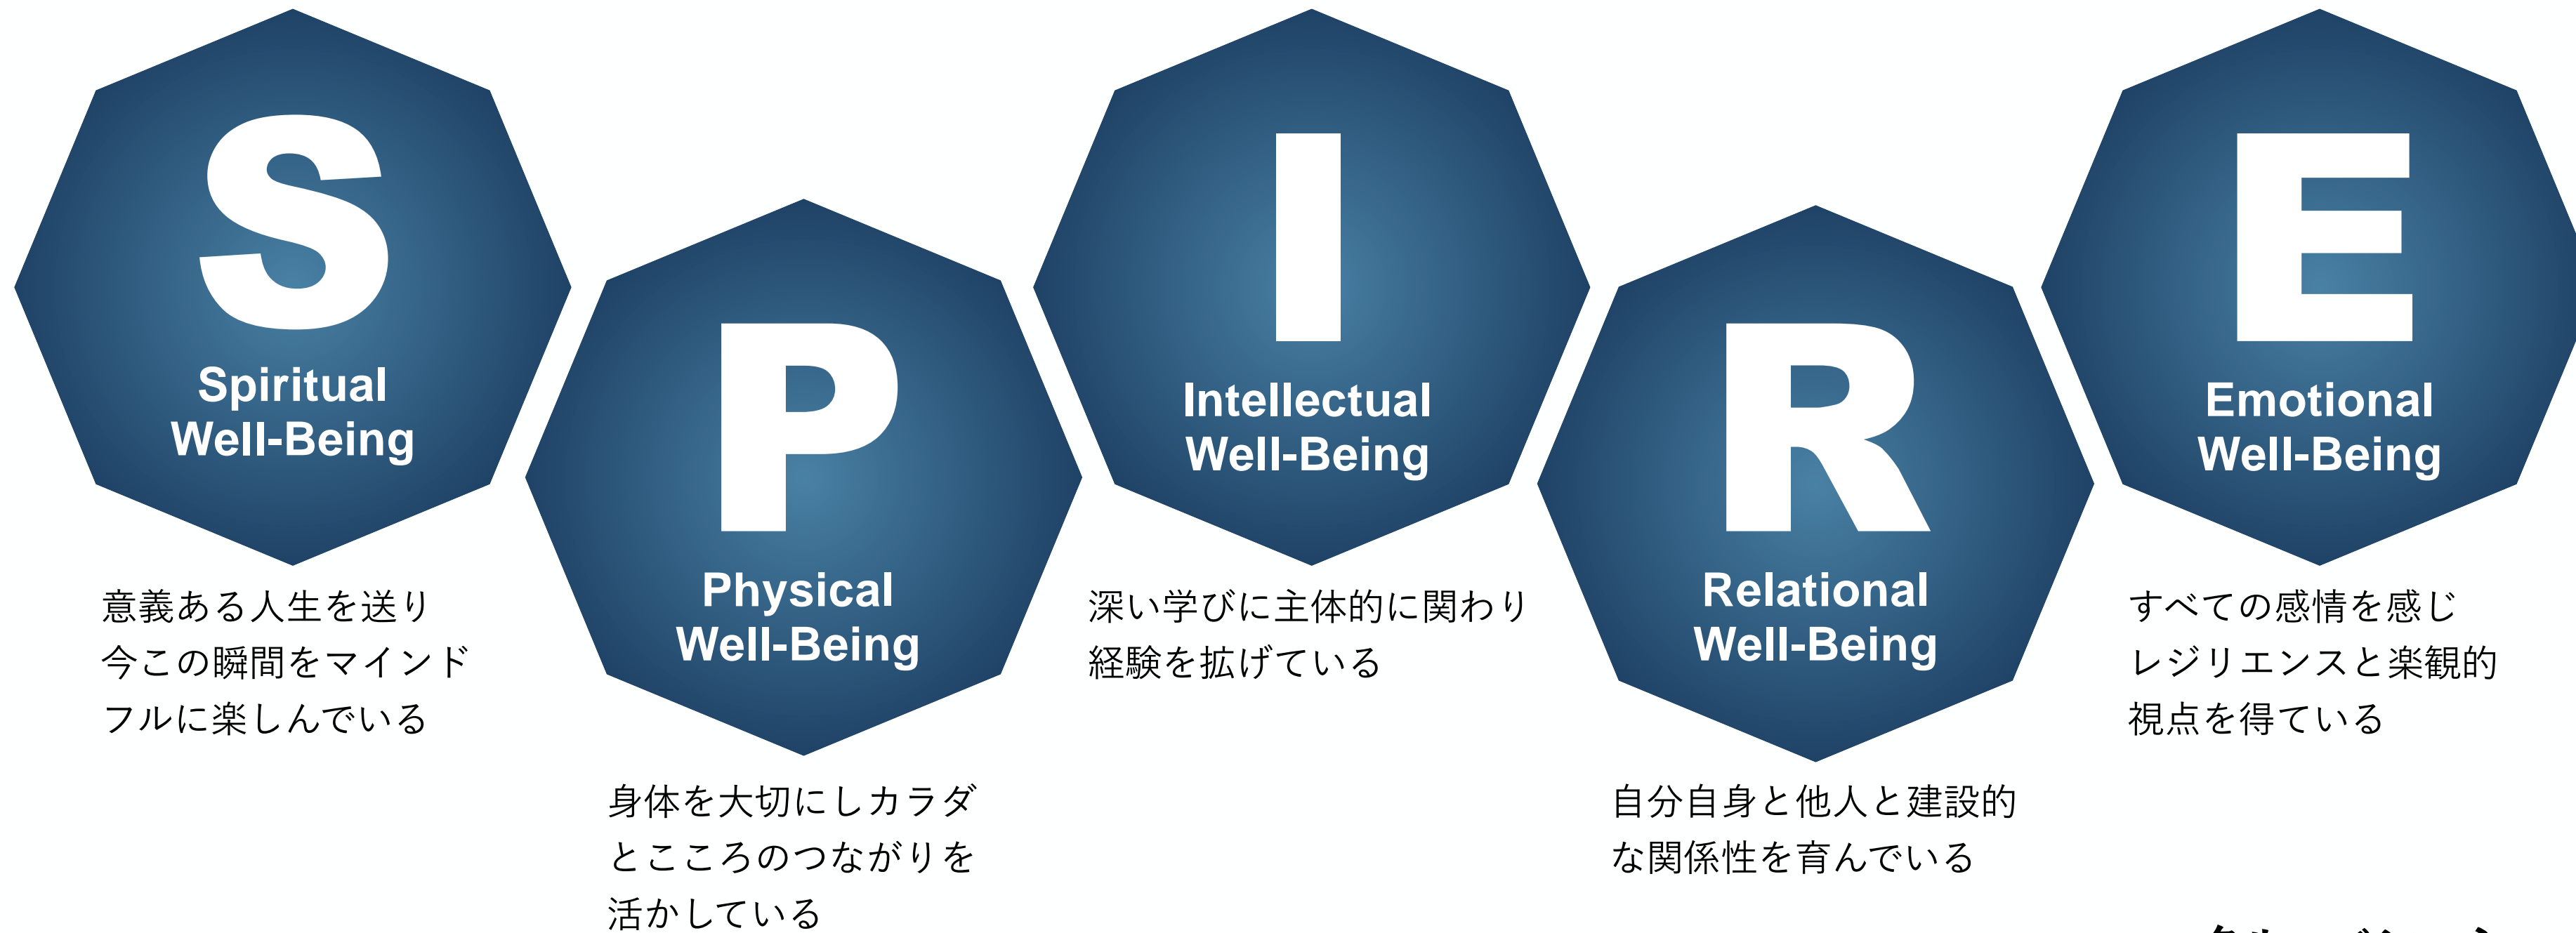 S
Spiritual
Well-Being
意義ある人生を送り
今この瞬間をマインド
フルに楽しんでいる
P
Physical
Well-Being
身体を大切にしカラダ
とこころのつながりを
活かしている
I
Intellectual
Well-Being
深い学びに主体的に関わり
経験を拡げている
R
Relational
Well-Being
自分自身と他人と建設的
な関係性を育んでいる
E
Emotional
Well-Being
すべての感情を感じ
レジリエンスと楽観的
視点を得ている